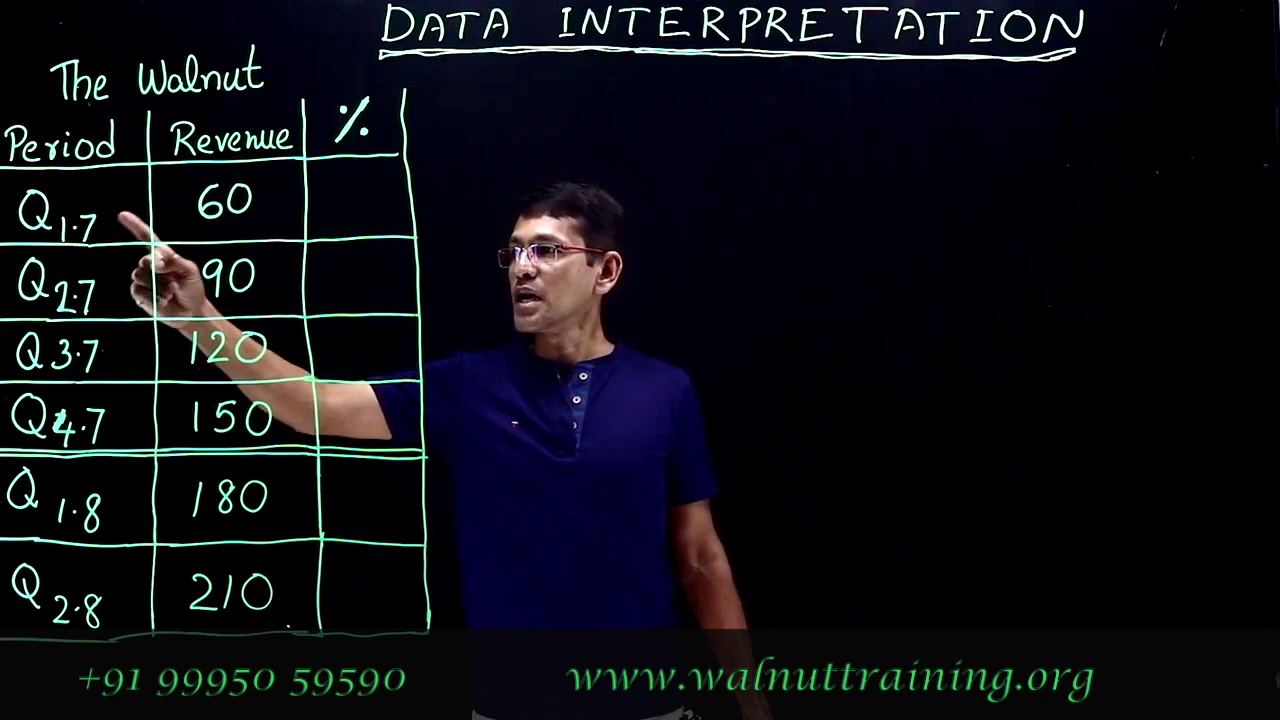 DATA INTERPRETATION
The Walnut
Period Revenue %
Q1.7 60
Q2.7 90
Q3.7 120
Q4.7 150
Q1.8 180
Q2.8 210
+91 99950 59590 www.walnuttraining.org